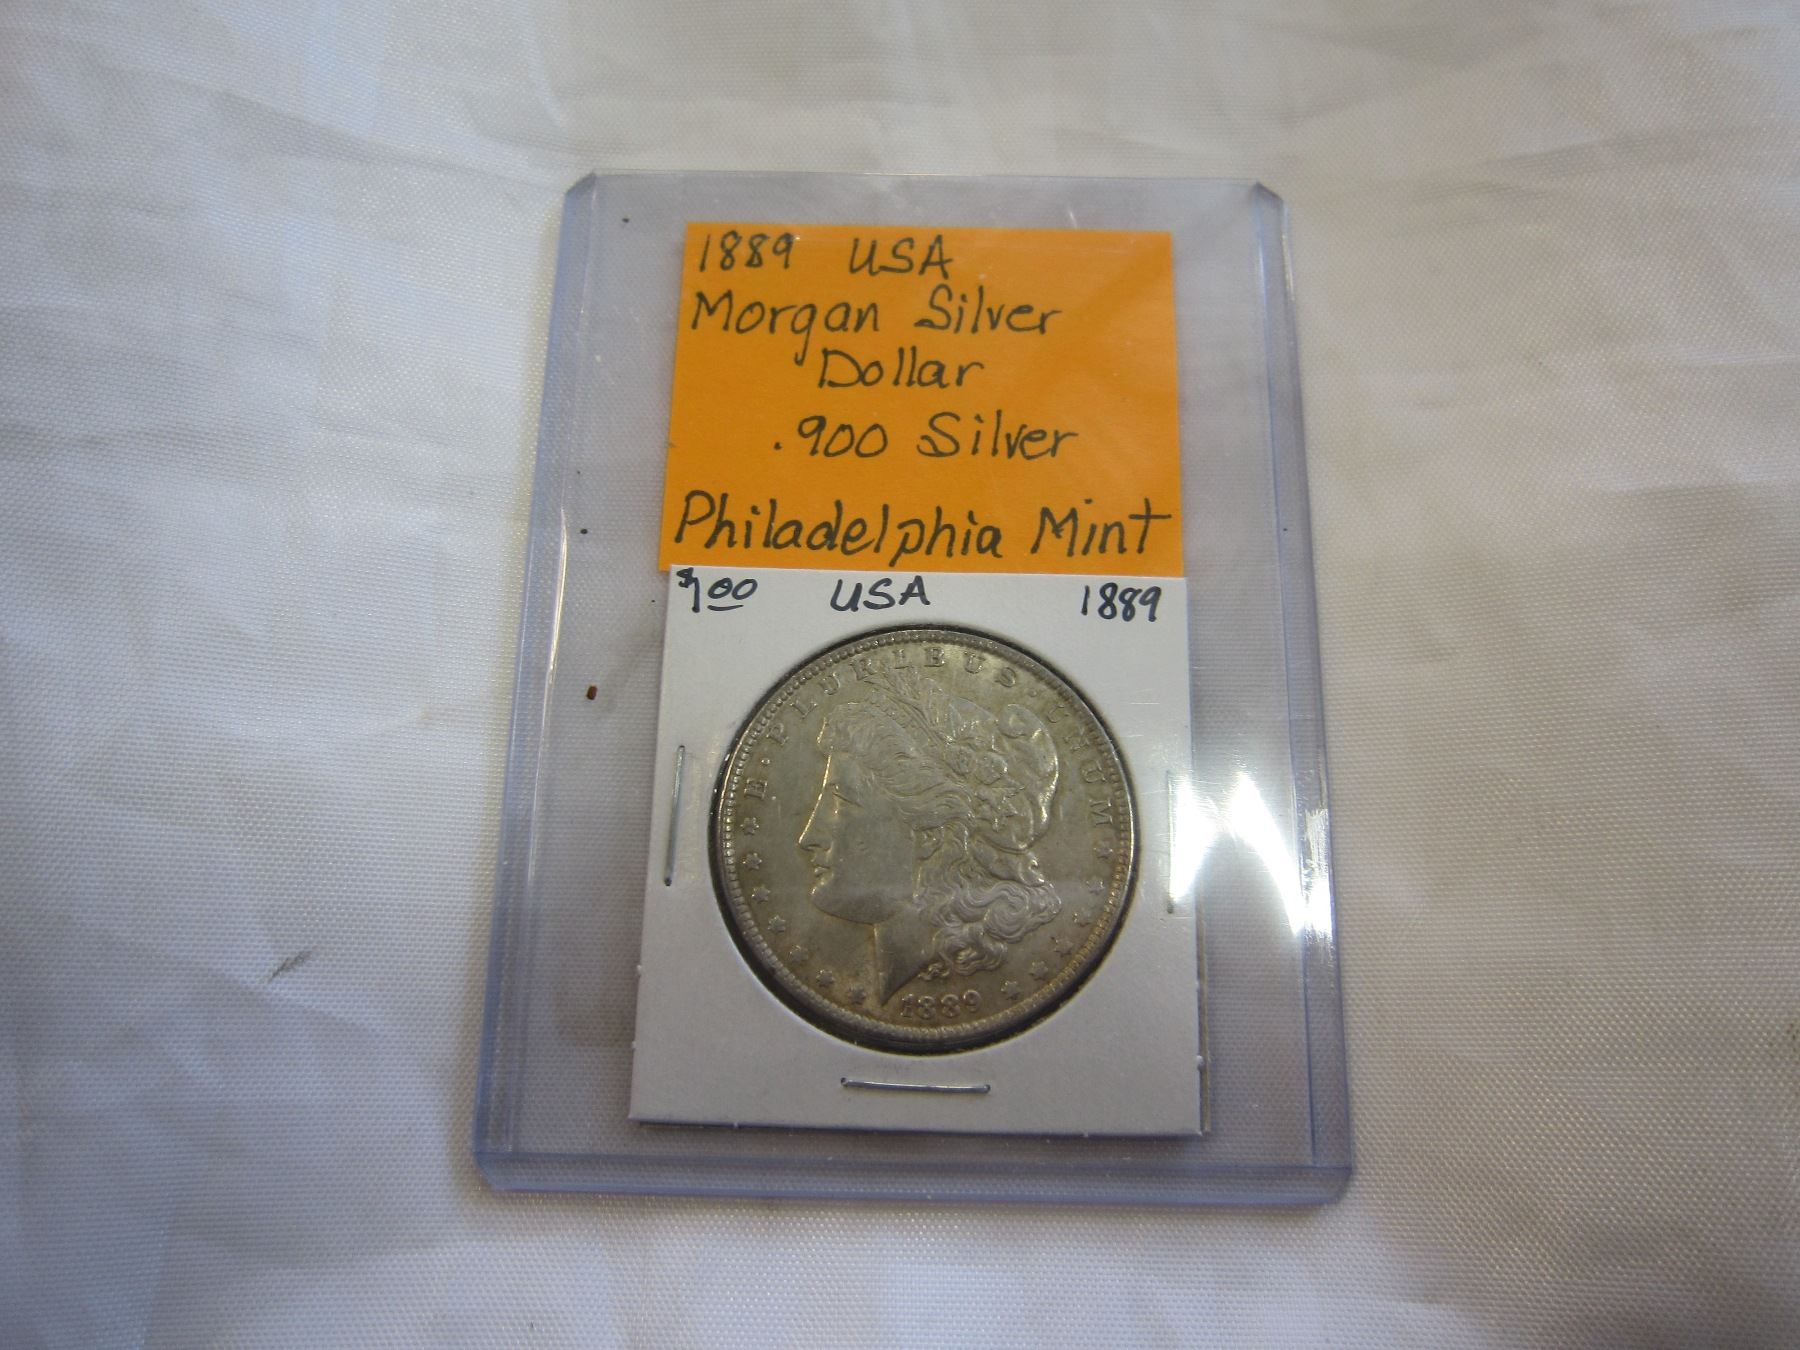 1889 USA
Morgan Silver
Dollar
.900 Silver
Philadelphia Mint
$1.00 USA 1889
E·PLURIBUS·UNUM
1889